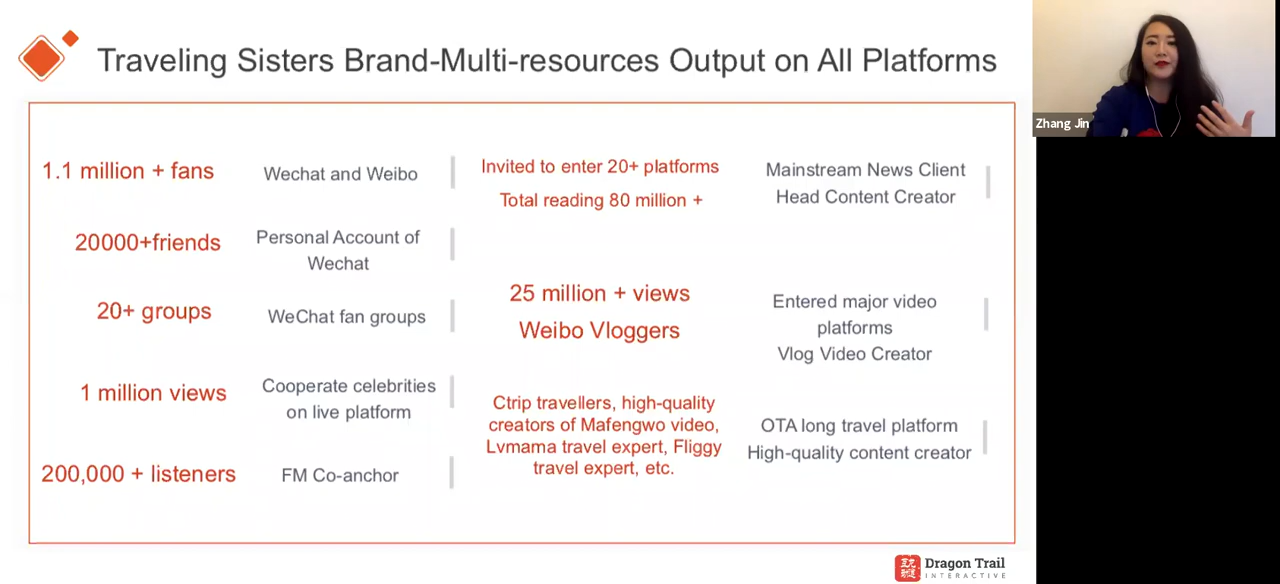 Traveling Sisters Brand-Multi-resources Output on All Platforms
Zhang Jin
1.1 million + fans
Wechat and Weibo
20000+friends
Personal Account of
Wechat
20+ groups
WeChat fan groups
1 million views
Cooperate celebrities
on live platform
200,000 + listeners
FM Co-anchor
Invited to enter 20+ platforms
Total reading 80 million +
Mainstream News Client
Head Content Creator
25 million + views
Weibo Vloggers
Entered major video
platforms
Vlog Video Creator
Ctrip travellers, high-quality
creators of Mafengwo video,
Lvmama travel expert, Fliggy
travel expert, etc.
OTA long travel platform
High-quality content creator
Dragon Trail
INTERACTIVE